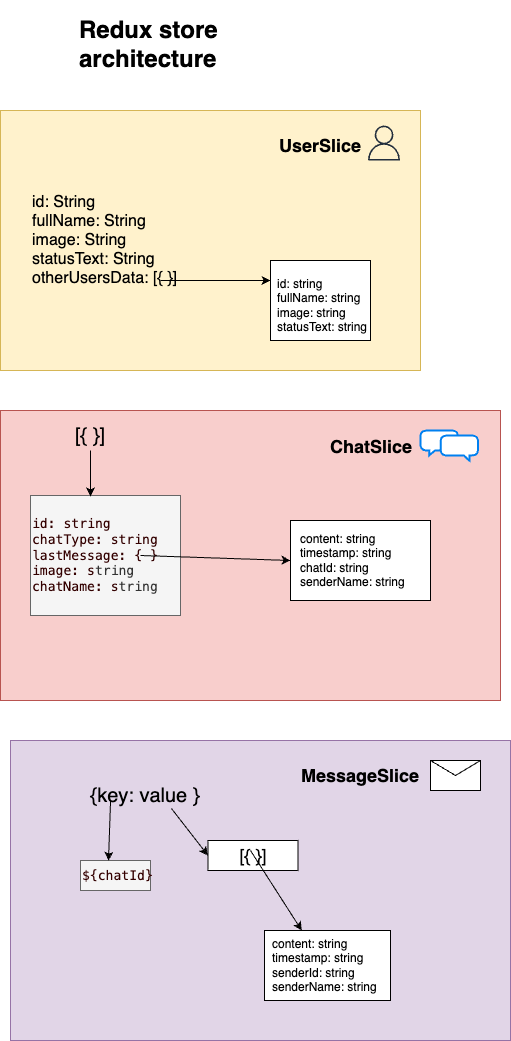 Redux store
architecture
UserSlice
id: String
fullName: String
image: String
statusText: String
otherUsersData: [{ }]
id: string
fullName: string
image: string
statusText: string
[{ }]
ChatSlice
id: string
chatType: string
lastMessage: { }
image: string
chatName: string
content: string
timestamp: string
chatId: string
senderName: string
MessageSlice
{key: value }
[{ }]
${chatId}
content: string
timestamp: string
senderId: string
senderName: string